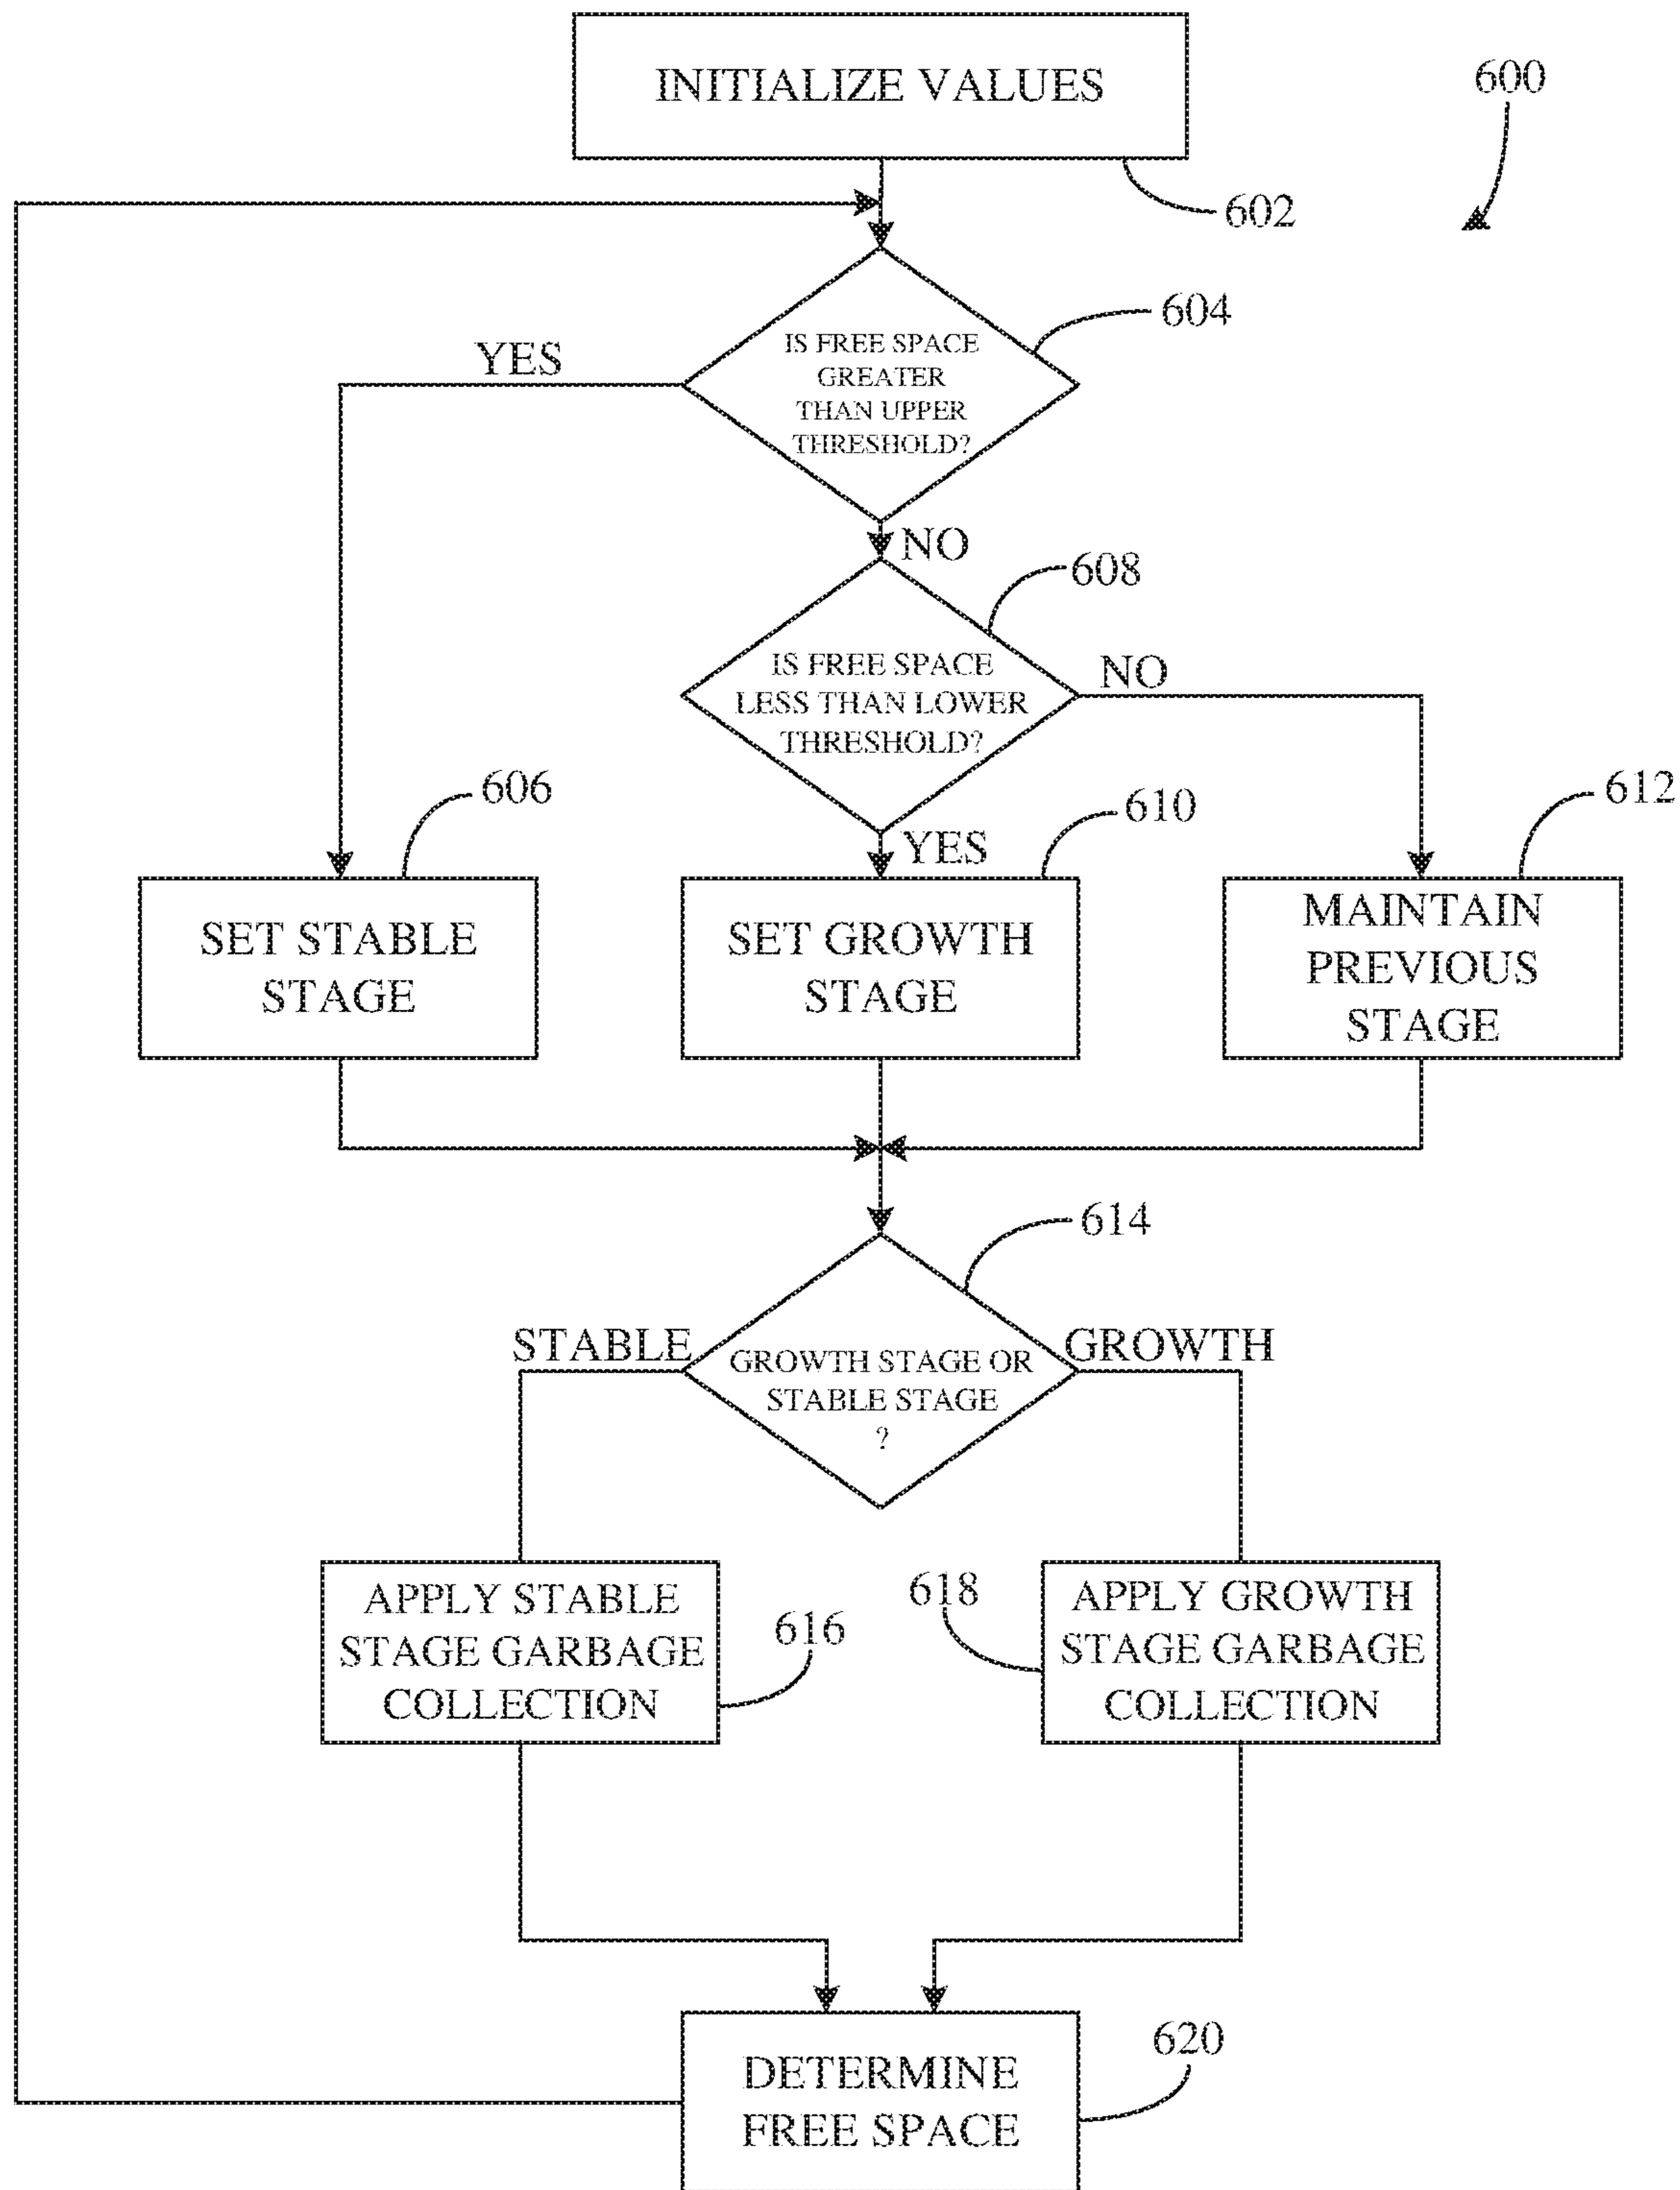 INITIALIZE VALUES
600
602
604
IS FREE SPACE
GREATER
THAN UPPER
THRESHOLD?
YES
NO
608
IS FREE SPACE
LESS THAN LOWER
THRESHOLD?
NO
YES
606
610
612
SET STABLE
STAGE
SET GROWTH
STAGE
MAINTAIN
PREVIOUS
STAGE
614
STABLE
GROWTH
GROWTH STAGE OR
STABLE STAGE
?
APPLY STABLE
STAGE GARBAGE
COLLECTION
616
618
APPLY GROWTH
STAGE GARBAGE
COLLECTION
620
DETERMINE
FREE SPACE